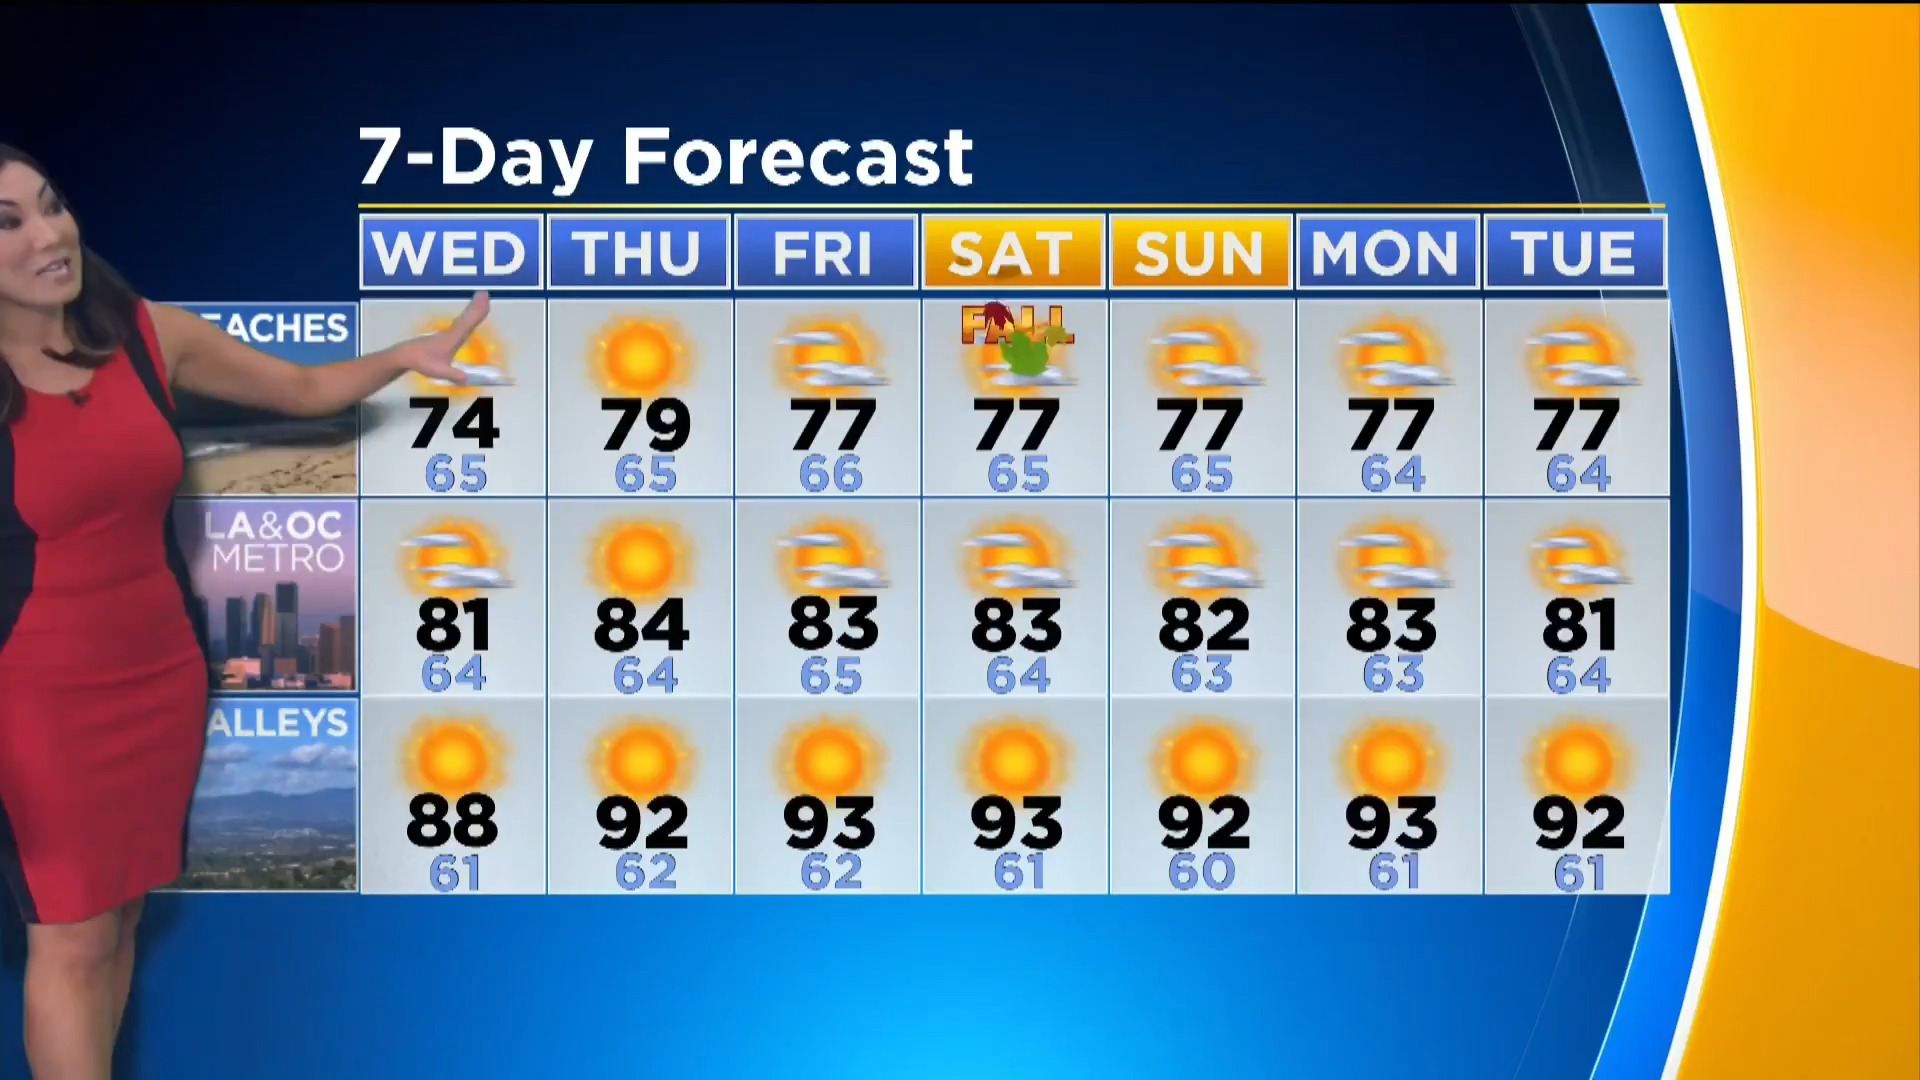 7-Day Forecast
WED THU FRI SAT SUN MON TUE
EACHES
FALL
74 79 77 77 77 77 77
65 65 66 65 65 64 64
LA&OC
METRO
81 84 83 83 82 83 81
64 64 65 64 63 63 64
ALLEYS
88 92 93 93 92 93 92
61 62 62 61 60 61 61